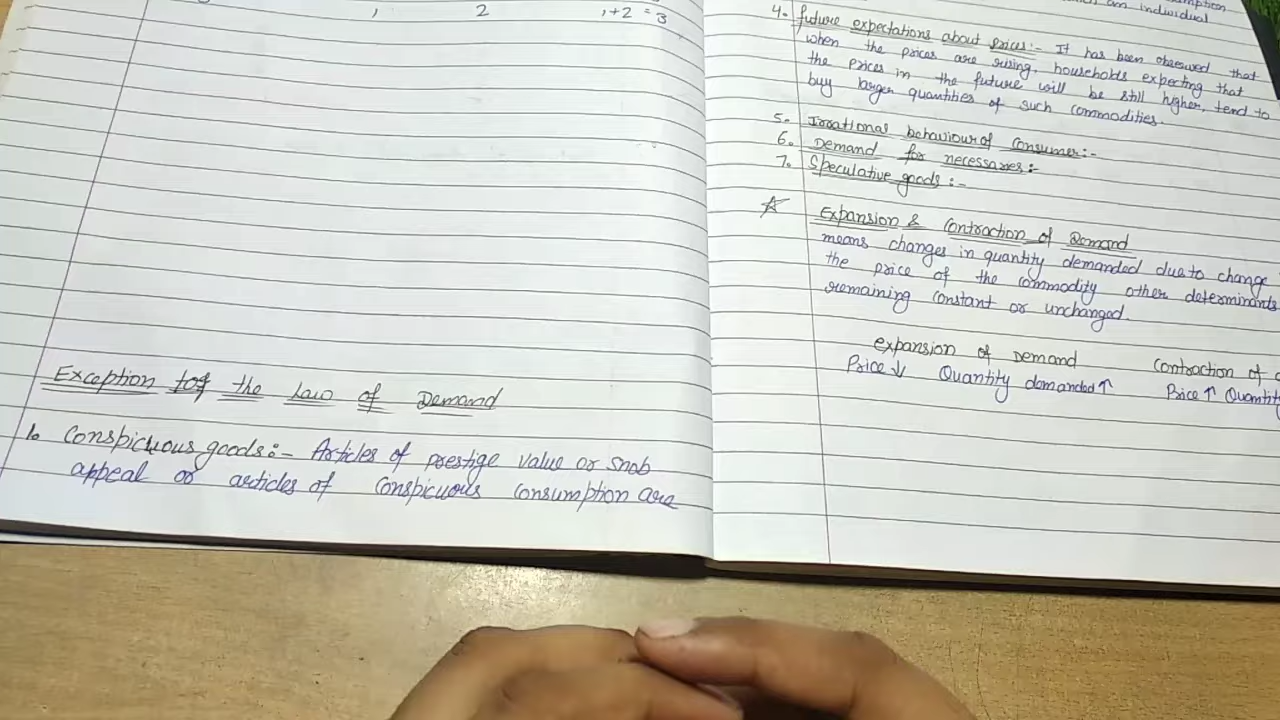 1 2 1+2 = 3
Exception to the Law of Demand
1. Conspicuous goods:- Articles of prestige value or snob
appeal or articles of conspicuous consumption are
an individual
4. future expectations about prices:- It has been observed that
when the prices are rising, households expecting that
the prices in the future will be still higher, tend to
buy larger quantities of such commodities.
5. Irrational behaviour of Consumer:-
6. Demand for necessaries:-
7. Speculative goods:-
☆ Expansion & Contraction of Demand
means changes in quantity demanded due to change
the price of the commodity other determinants
remaining constant or unchanged.
expansion of Demand Contraction of
Price ↓ Quantity demanded ↑ Price ↑ Quantity